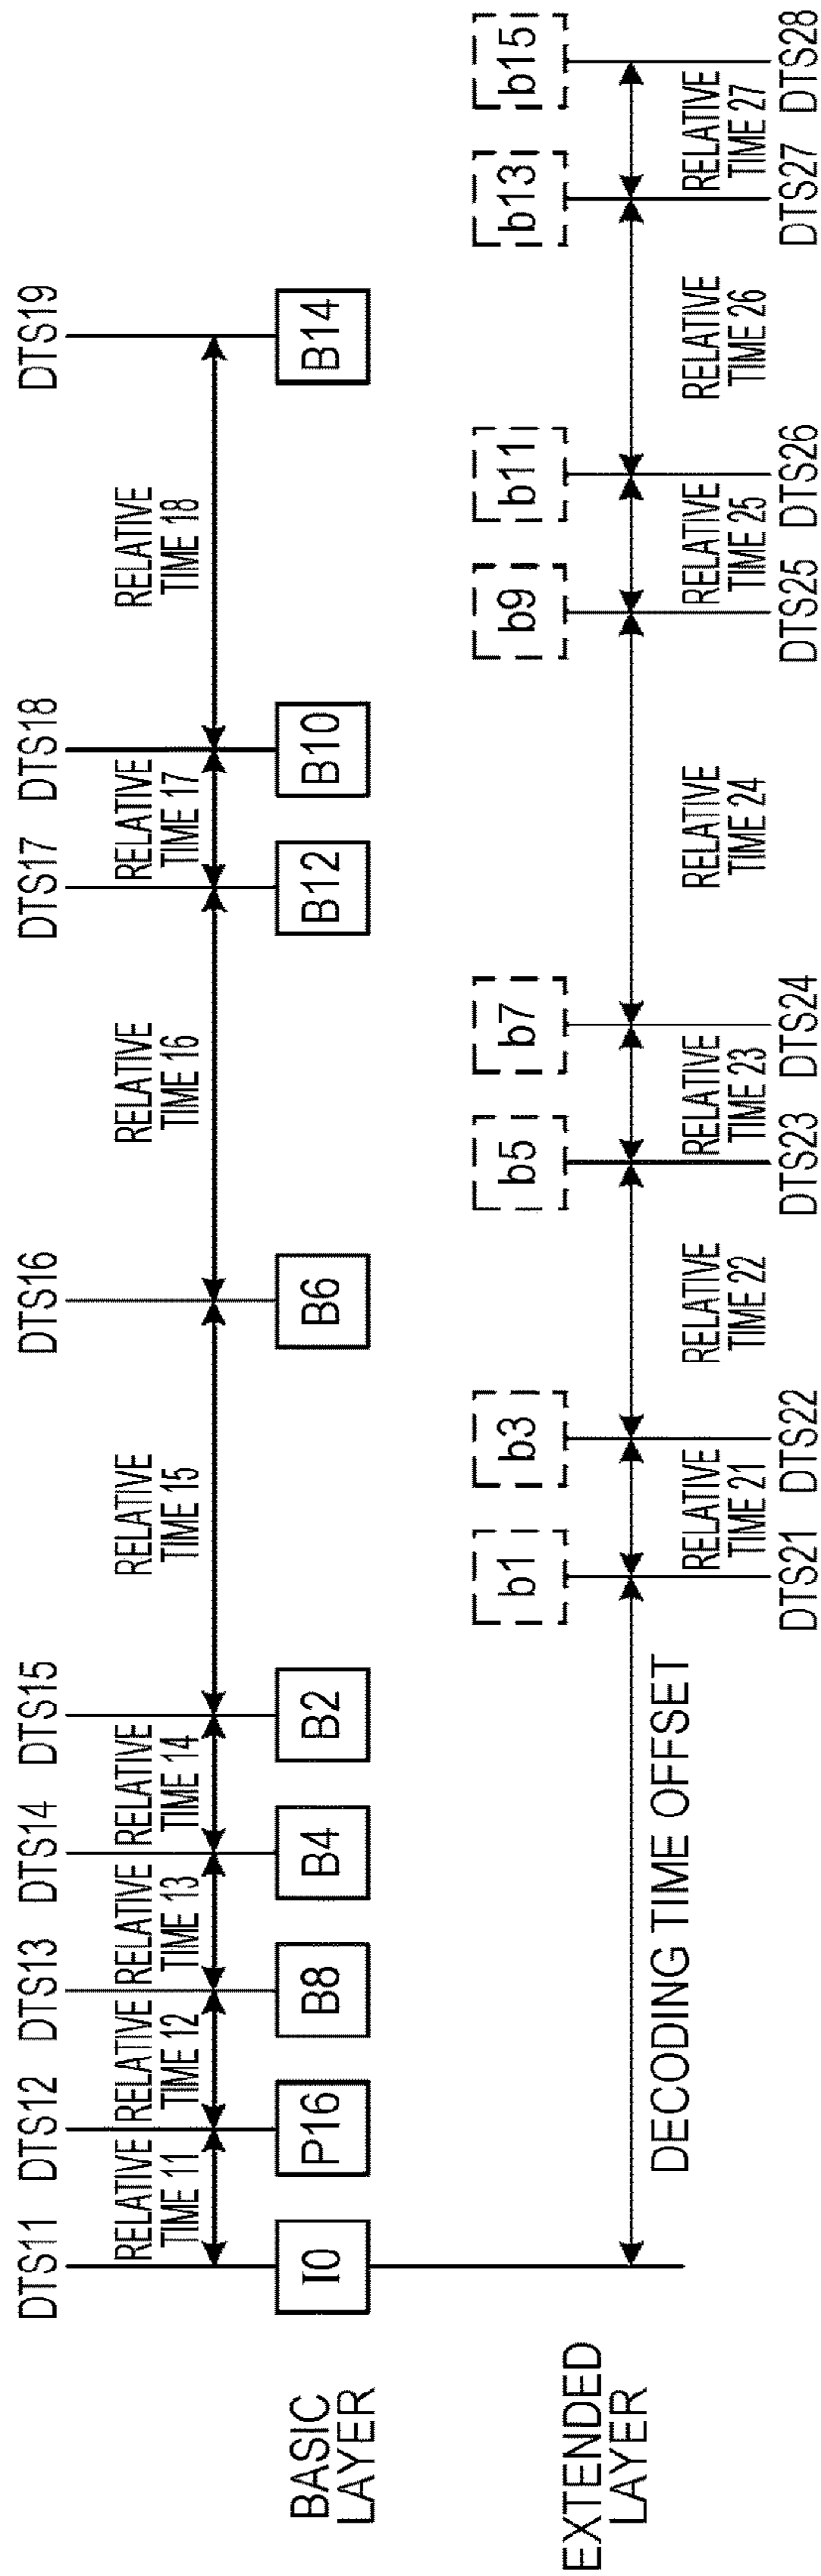 DTS11 DTS12 DTS13 DTS14 DTS15 DTS16 DTS17 DTS18 DTS19
RELATIVE TIME 11
RELATIVE TIME 12
RELATIVE TIME 13
RELATIVE TIME 14
RELATIVE TIME 15
RELATIVE TIME 16
RELATIVE TIME 17
RELATIVE TIME 18
BASIC
LAYER
I0 P16 B8 B4 B2 B6 B12 B10 B14
EXTENDED
LAYER
b1 b3 b5 b7 b9 b11 b13 b15
DECODING TIME OFFSET
RELATIVE TIME 21
RELATIVE TIME 22
RELATIVE TIME 23
RELATIVE TIME 24
RELATIVE TIME 25
RELATIVE TIME 26
RELATIVE TIME 27
DTS21 DTS22 DTS23 DTS24 DTS25 DTS26 DTS27 DTS28